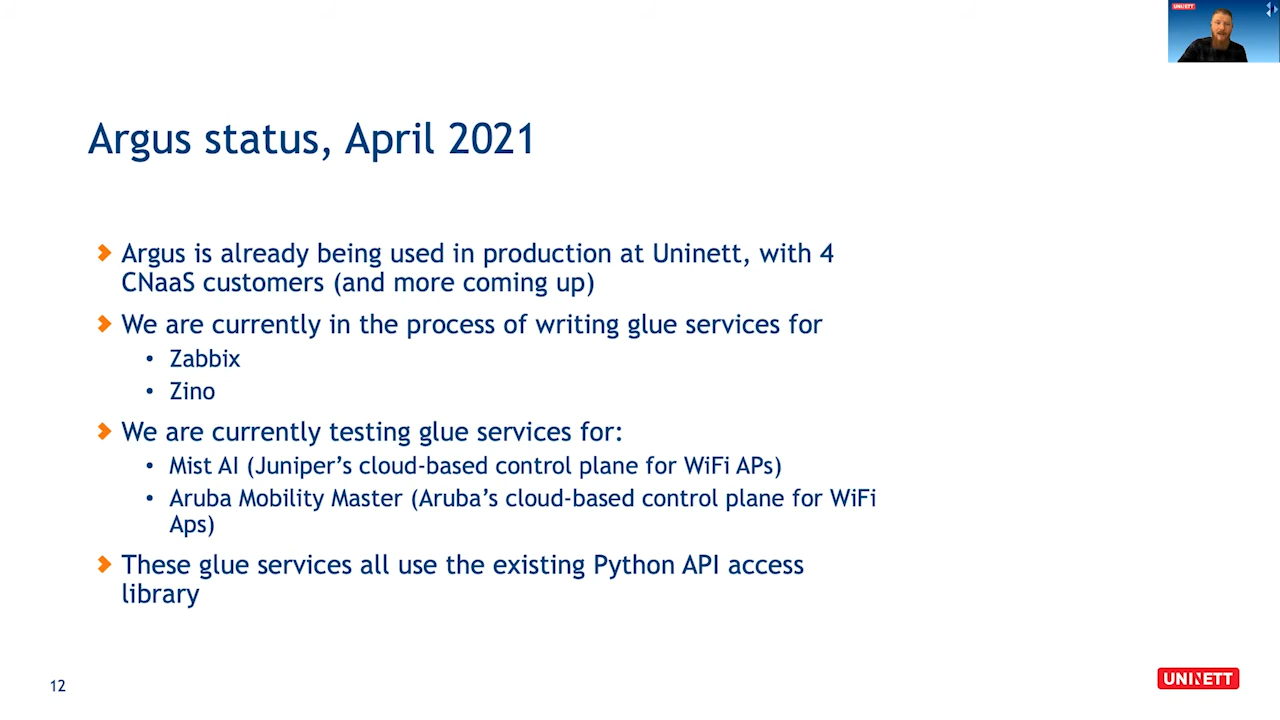 UNINETT
Argus status, April 2021
Argus is already being used in production at Uninett, with 4
CNaaS customers (and more coming up)
We are currently in the process of writing glue services for
• Zabbix
• Zino
We are currently testing glue services for:
• Mist AI (Juniper’s cloud-based control plane for WiFi APs)
• Aruba Mobility Master (Aruba’s cloud-based control plane for WiFi
Aps)
These glue services all use the existing Python API access
library
12
UNINETT